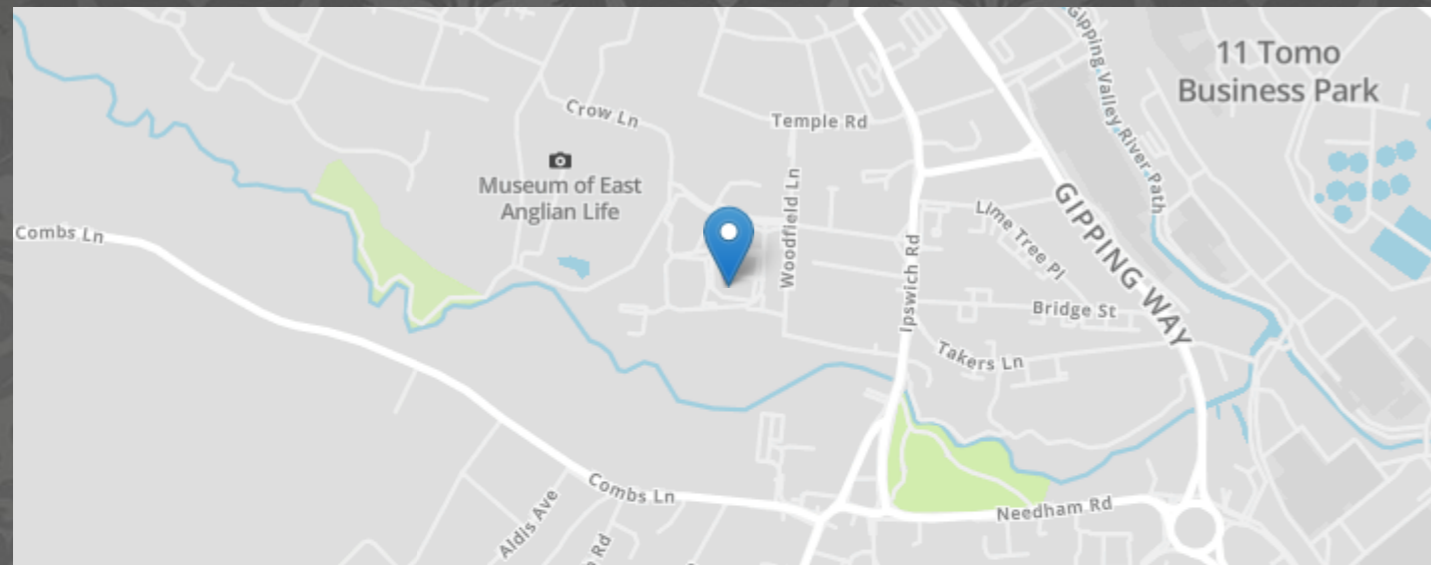 Gipping Valley River Path
11 Tomo
Business Park
Crow Ln
Temple Rd
Museum of East
Anglian Life
Woodfield Ln
Lime Tree Pl
GIPPING WAY
Combs Ln
Ipswich Rd
Bridge St
Takers Ln
Combs Ln
Aldis Ave
Needham Rd
Rd